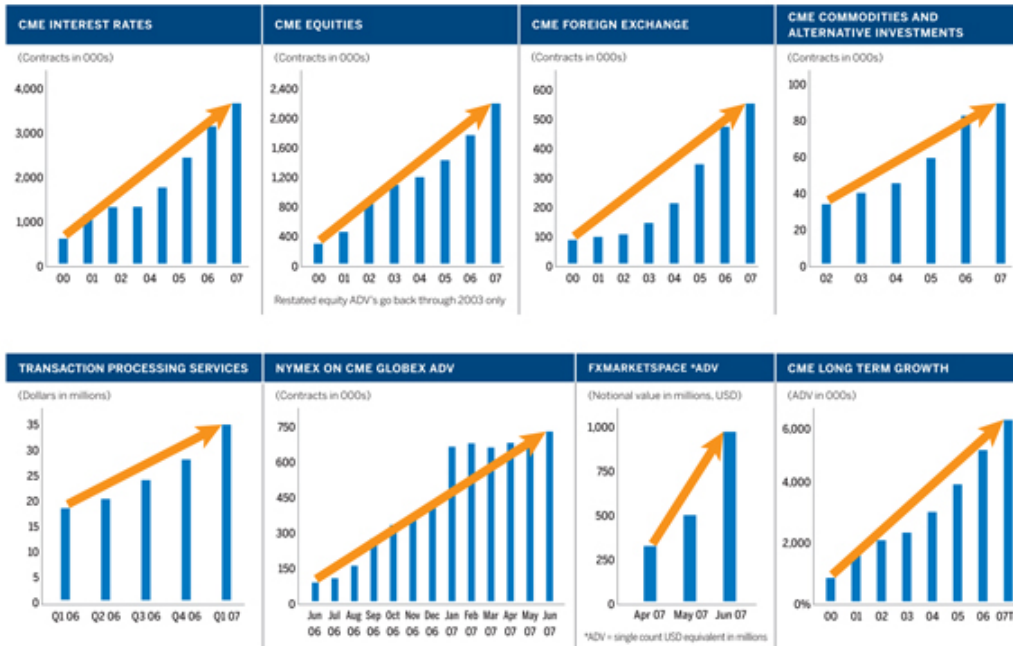 CME INTEREST RATES
(Contracts in 000s)
4,000
3,000
2,000
1,000
0
00 01 02 03 04 05 06 07
CME EQUITIES
(Contracts in 000s)
2,400
2,000
1,600
1,200
800
400
0
00 01 02 03 04 05 06 07
Restated equity ADV's go back through 2003 only
CME FOREIGN EXCHANGE
(Contracts in 000s)
600
500
400
300
200
100
0
00 01 02 03 04 05 06 07
CME COMMODITIES AND
ALTERNATIVE INVESTMENTS
(Contracts in 000s)
100
80
60
40
20
0
02 03 04 05 06 07
TRANSACTION PROCESSING SERVICES
(Dollars in millions)
35
30
25
20
15
10
5
0
Q1 06 Q2 06 Q3 06 Q4 06 Q1 07
NYMEX ON CME GLOBEX ADV
(Contracts in 000s)
750
600
450
300
150
0
Jun Jul Aug Sep Oct Nov Dec Jan Feb Mar Apr May Jun
06 06 06 06 06 06 06 07 07 07 07 07 07
FXMARKETSPACE *ADV
(Notional value in millions, USD)
1,000
750
500
250
0
Apr 07 May 07 Jun 07
*ADV = single count USD equivalent in millions
CME LONG TERM GROWTH
(ADV in 000s)
6,000
4,000
2,000
0%
00 01 02 03 04 05 06 07T